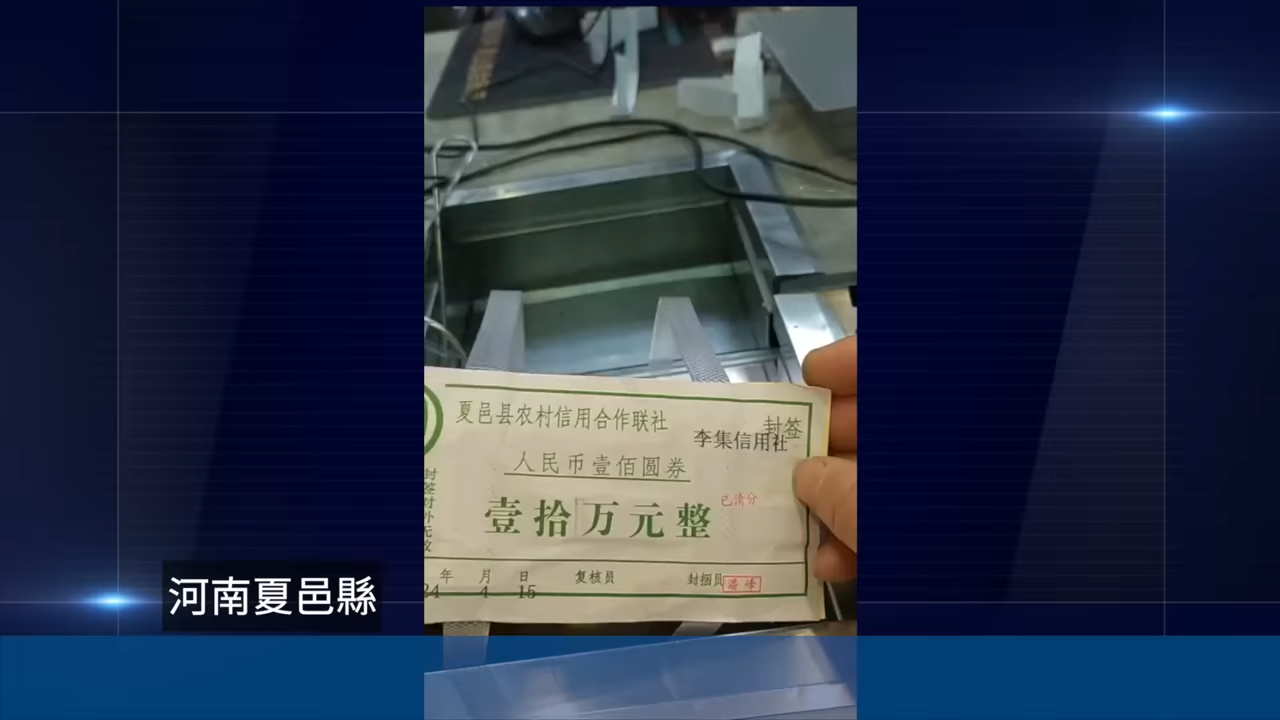 夏邑县农村信用合作联社
封签
李集信用社
人民币壹佰圆券
壹拾万元整
已清分
年 月 日
复核员
封捆员
24 4 15
河南夏邑縣